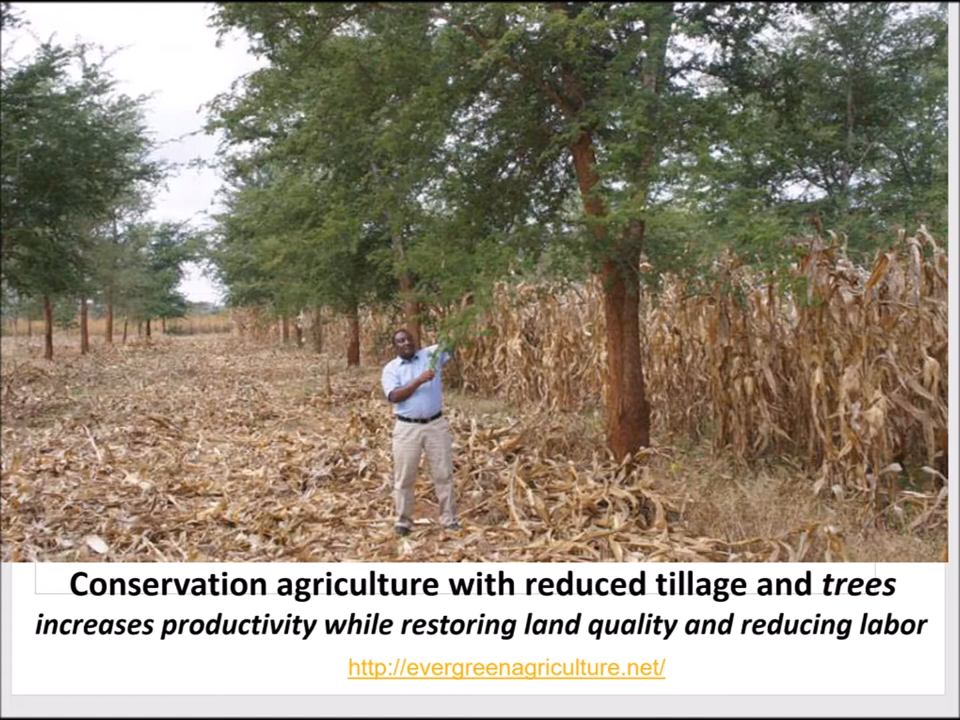 Conservation agriculture with reduced tillage and trees
increases productivity while restoring land quality and reducing labor
http://evergreenagriculture.net/